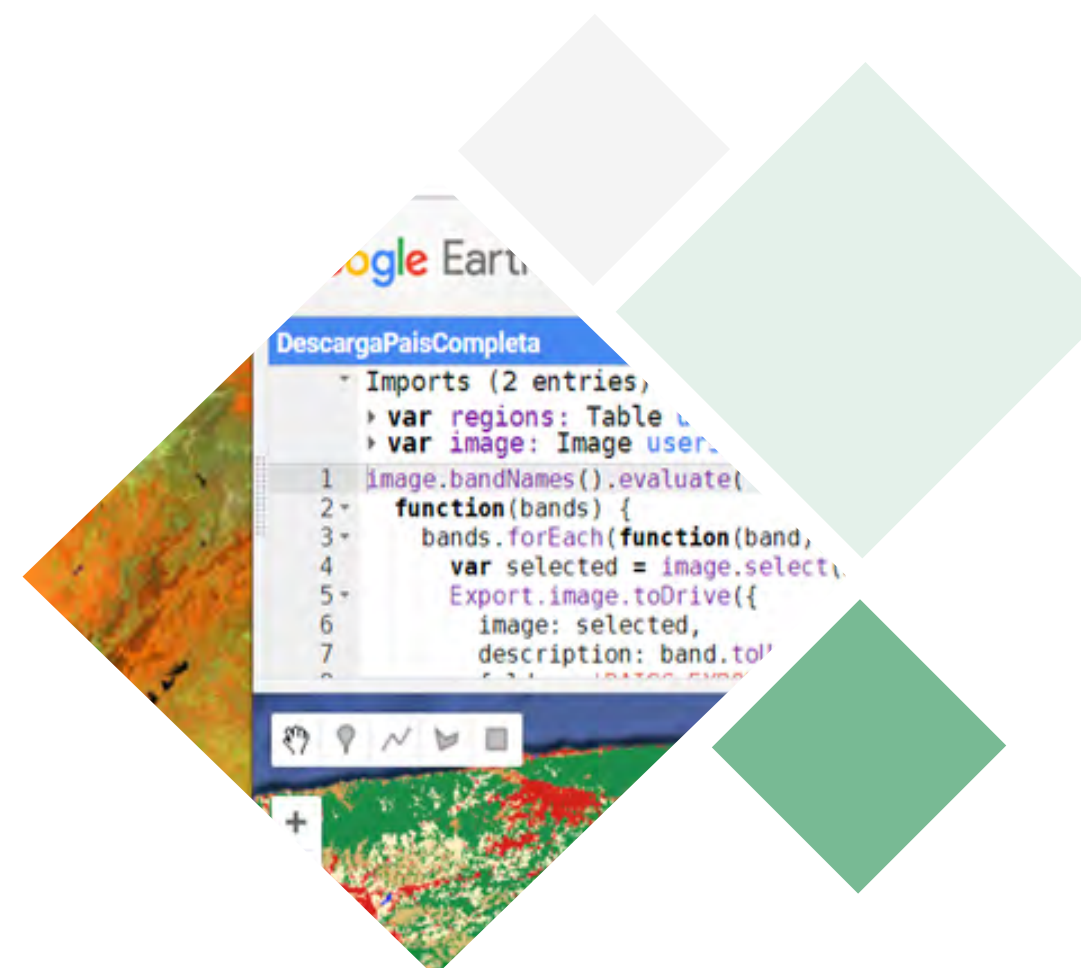 ogle Eart
DescargaPaisCompleta
Imports (2 entries)
var regions: Table
var image: Image
1 image.bandNames().evaluate(
2 function(bands) {
3 bands.forEach(function(band,
4 var selected = image.select(
5 Export.image.toDrive({
6 image: selected,
7 description: band.to